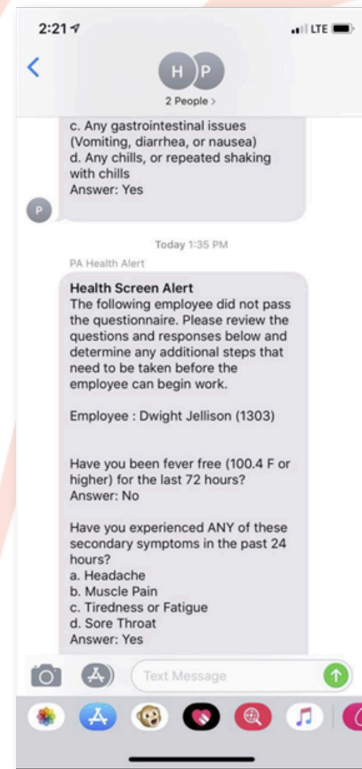 2:21
LTE
H P
2 People >
c. Any gastrointestinal issues
(Vomiting, diarrhea, or nausea)
d. Any chills, or repeated shaking
with chills
Answer: Yes
P
Today 1:35 PM
PA Health Alert
Health Screen Alert
The following employee did not pass
the questionnaire. Please review the
questions and responses below and
determine any additional steps that
need to be taken before the
employee can begin work.
Employee : Dwight Jellison (1303)
Have you been fever free (100.4 F or
higher) for the last 72 hours?
Answer: No
Have you experienced ANY of these
secondary symptoms in the past 24
hours?
a. Headache
b. Muscle Pain
c. Tiredness or Fatigue
d. Sore Throat
Answer: Yes
Text Message